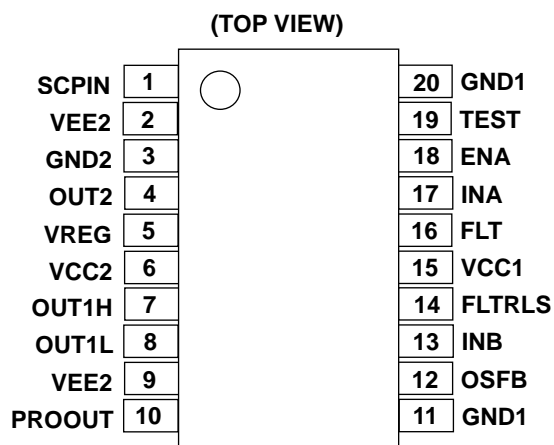 (TOP VIEW)
SCPIN 1 20 GND1
VEE2 2 19 TEST
GND2 3 18 ENA
OUT2 4 17 INA
VREG 5 16 FLT
VCC2 6 15 VCC1
OUT1H 7 14 FLTRLS
OUT1L 8 13 INB
VEE2 9 12 OSFB
PROOUT 10 11 GND1